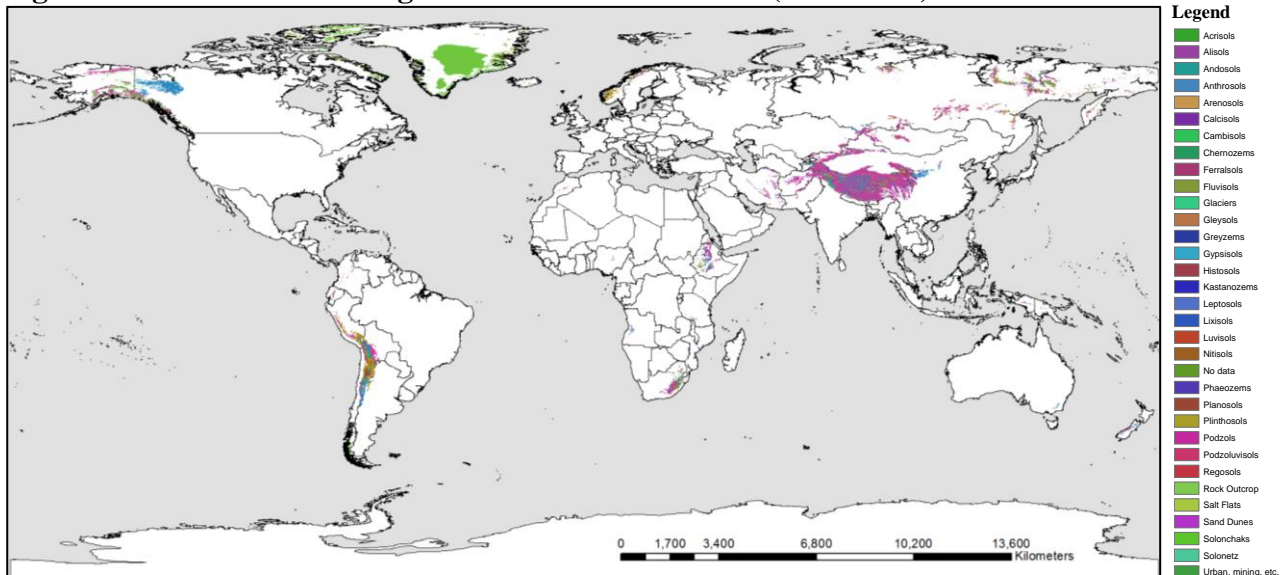 Legend
Acrisols
Alisols
Andosols
Anthrosols
Arenosols
Calcisols
Cambisols
Chernozems
Ferralsols
Fluvisols
Glaciers
Gleysols
Greyzems
Gypsisols
Histosols
Kastanozems
Leptosols
Lixisols
Luvisols
Nitisols
No data
Phaeozems
Planosols
Plinthosols
Podzols
Podzoluvisols
Regosols
Rock Outcrop
Salt Flats
Sand Dunes
Solonchaks
Solonetz
Urban, mining, etc.
0 1,700 3,400 6,800 10,200 13,600
Kilometers